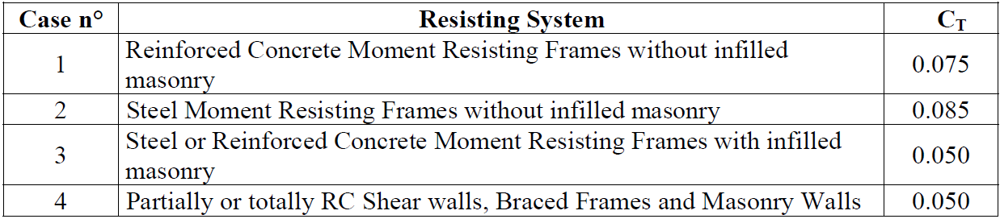 Case n° Resisting System C_T
1 Reinforced Concrete Moment Resisting Frames without infilled
masonry 0.075
2 Steel Moment Resisting Frames without infilled masonry 0.085
3 Steel or Reinforced Concrete Moment Resisting Frames with infilled
masonry 0.050
4 Partially or totally RC Shear walls, Braced Frames and Masonry Walls 0.050